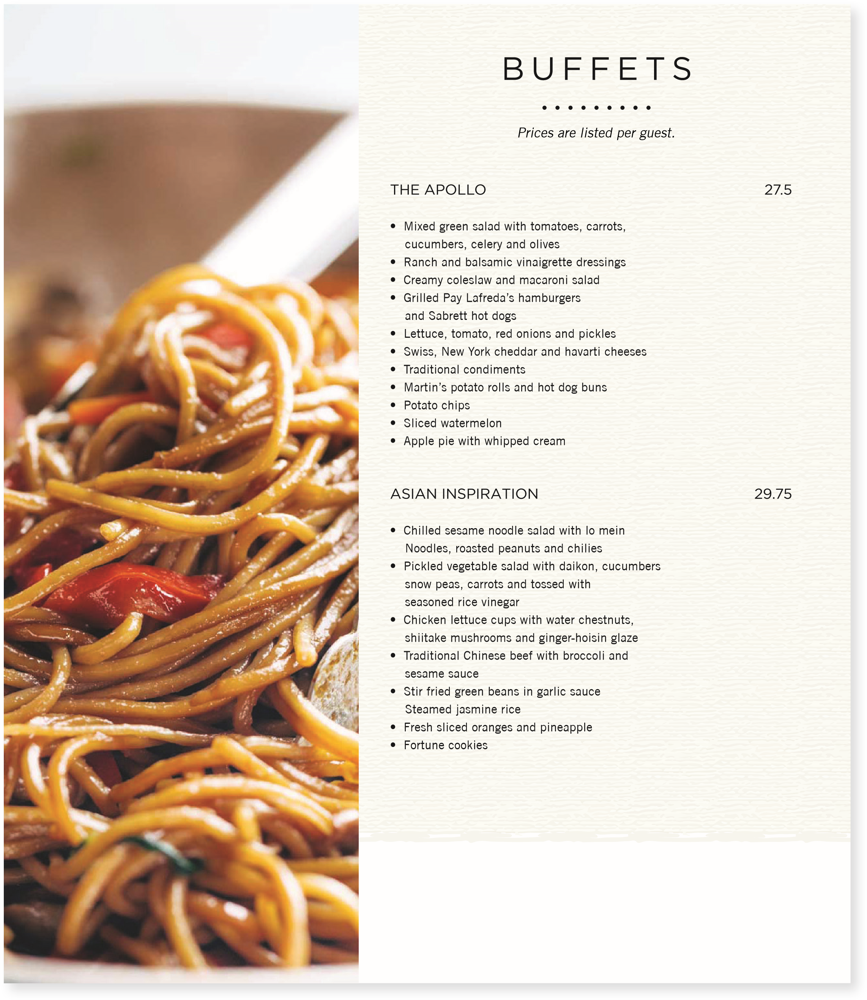 BUFFETS
Prices are listed per guest.
THE APOLLO 27.5
• Mixed green salad with tomatoes, carrots,
cucumbers, celery and olives
• Ranch and balsamic vinaigrette dressings
• Creamy coleslaw and macaroni salad
• Grilled Pay Lafreda’s hamburgers
and Sabrett hot dogs
• Lettuce, tomato, red onions and pickles
• Swiss, New York cheddar and havarti cheeses
• Traditional condiments
• Martin’s potato rolls and hot dog buns
• Potato chips
• Sliced watermelon
• Apple pie with whipped cream
ASIAN INSPIRATION 29.75
• Chilled sesame noodle salad with lo mein
Noodles, roasted peanuts and chilies
• Pickled vegetable salad with daikon, cucumbers
snow peas, carrots and tossed with
seasoned rice vinegar
• Chicken lettuce cups with water chestnuts,
shiitake mushrooms and ginger-hoisin glaze
• Traditional Chinese beef with broccoli and
sesame sauce
• Stir fried green beans in garlic sauce
Steamed jasmine rice
• Fresh sliced oranges and pineapple
• Fortune cookies